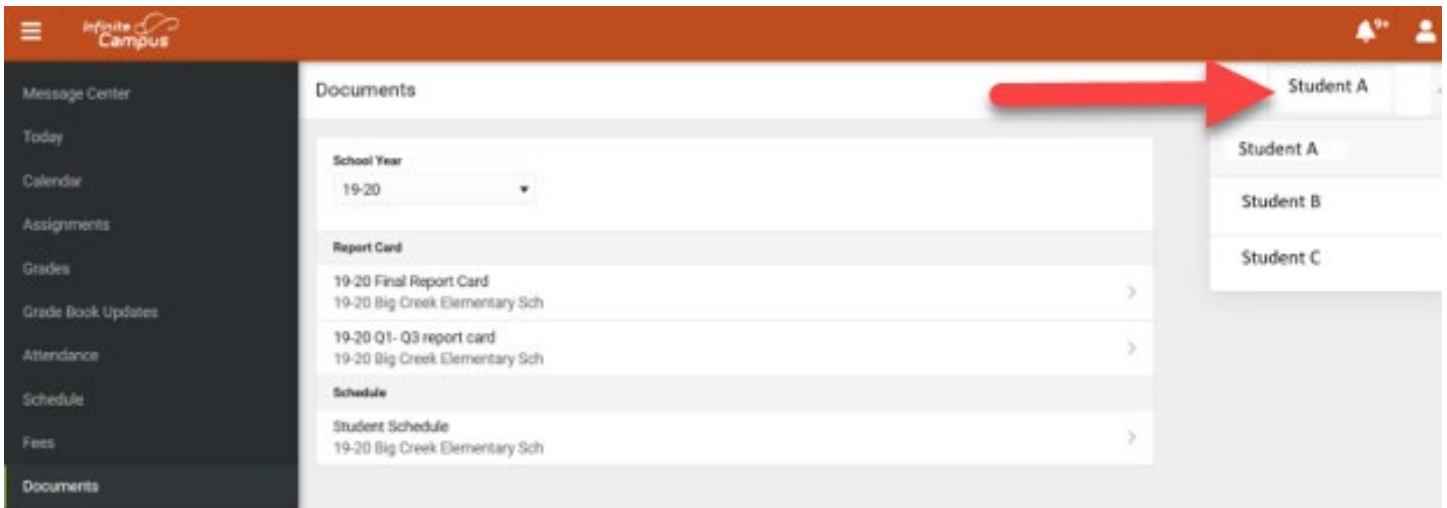 Infinite Campus
9+
Message Center
Today
Calendar
Assignments
Grades
Grade Book Updates
Attendance
Schedule
Fees
Documents
Documents
Student A
Student A
Student B
Student C
School Year
19-20
Report Card
19-20 Final Report Card
19-20 Big Creek Elementary Sch
19-20 Q1- Q3 report card
19-20 Big Creek Elementary Sch
Schedule
Student Schedule
19-20 Big Creek Elementary Sch